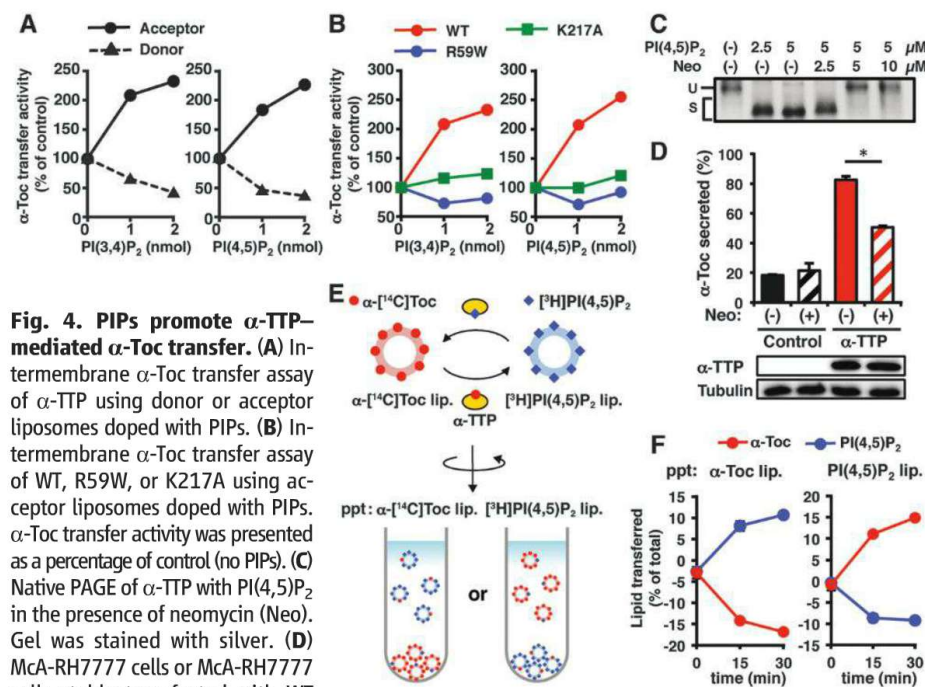 A
Acceptor
Donor
α-Toc transfer activity
(% of control)
250
200
150
100
50
0
0 1 2
PI(3,4)P2 (nmol)
250
200
150
100
50
0
0 1 2
PI(4,5)P2 (nmol)
B
WT
K217A
R59W
α-Toc transfer activity
(% of control)
300
250
200
150
100
50
0 1 2
PI(3,4)P2 (nmol)
300
250
200
150
100
50
0 1 2
PI(4,5)P2 (nmol)
C
PI(4,5)P2 (-) 2.5 5 5 5 5 μM
Neo (-) (-) (-) 2.5 5 10 μM
U
S
D
α-Toc secreted (%)
100
80
60
40
20
0
*
Neo: (-) (+) (-) (+)
Control α-TTP
α-TTP
Tubulin
E
α-[14C]Toc
[3H]PI(4,5)P2
α-[14C]Toc lip.
[3H]PI(4,5)P2 lip.
α-TTP
ppt: α-[14C]Toc lip. [3H]PI(4,5)P2 lip.
or
F
α-Toc
PI(4,5)P2
ppt: α-Toc lip.
PI(4,5)P2 lip.
Lipid transferred
(% of total)
15
10
5
0
-5
-10
-15
-20
0 15 30
time (min)
20
15
10
5
0
-5
-10
-15
0 15 30
time (min)
Fig. 4. PIPs promote α-TTP–
mediated α-Toc transfer. (A) In-
termembrane α-Toc transfer assay
of α-TTP using donor or acceptor
liposomes doped with PIPs. (B) In-
termembrane α-Toc transfer assay
of WT, R59W, or K217A using ac-
ceptor liposomes doped with PIPs.
α-Toc transfer activity was presented
as a percentage of control (no PIPs). (C)
Native PAGE of α-TTP with PI(4,5)P2
in the presence of neomycin (Neo).
Gel was stained with silver. (D)
McA-RH7777 cells or McA-RH7777